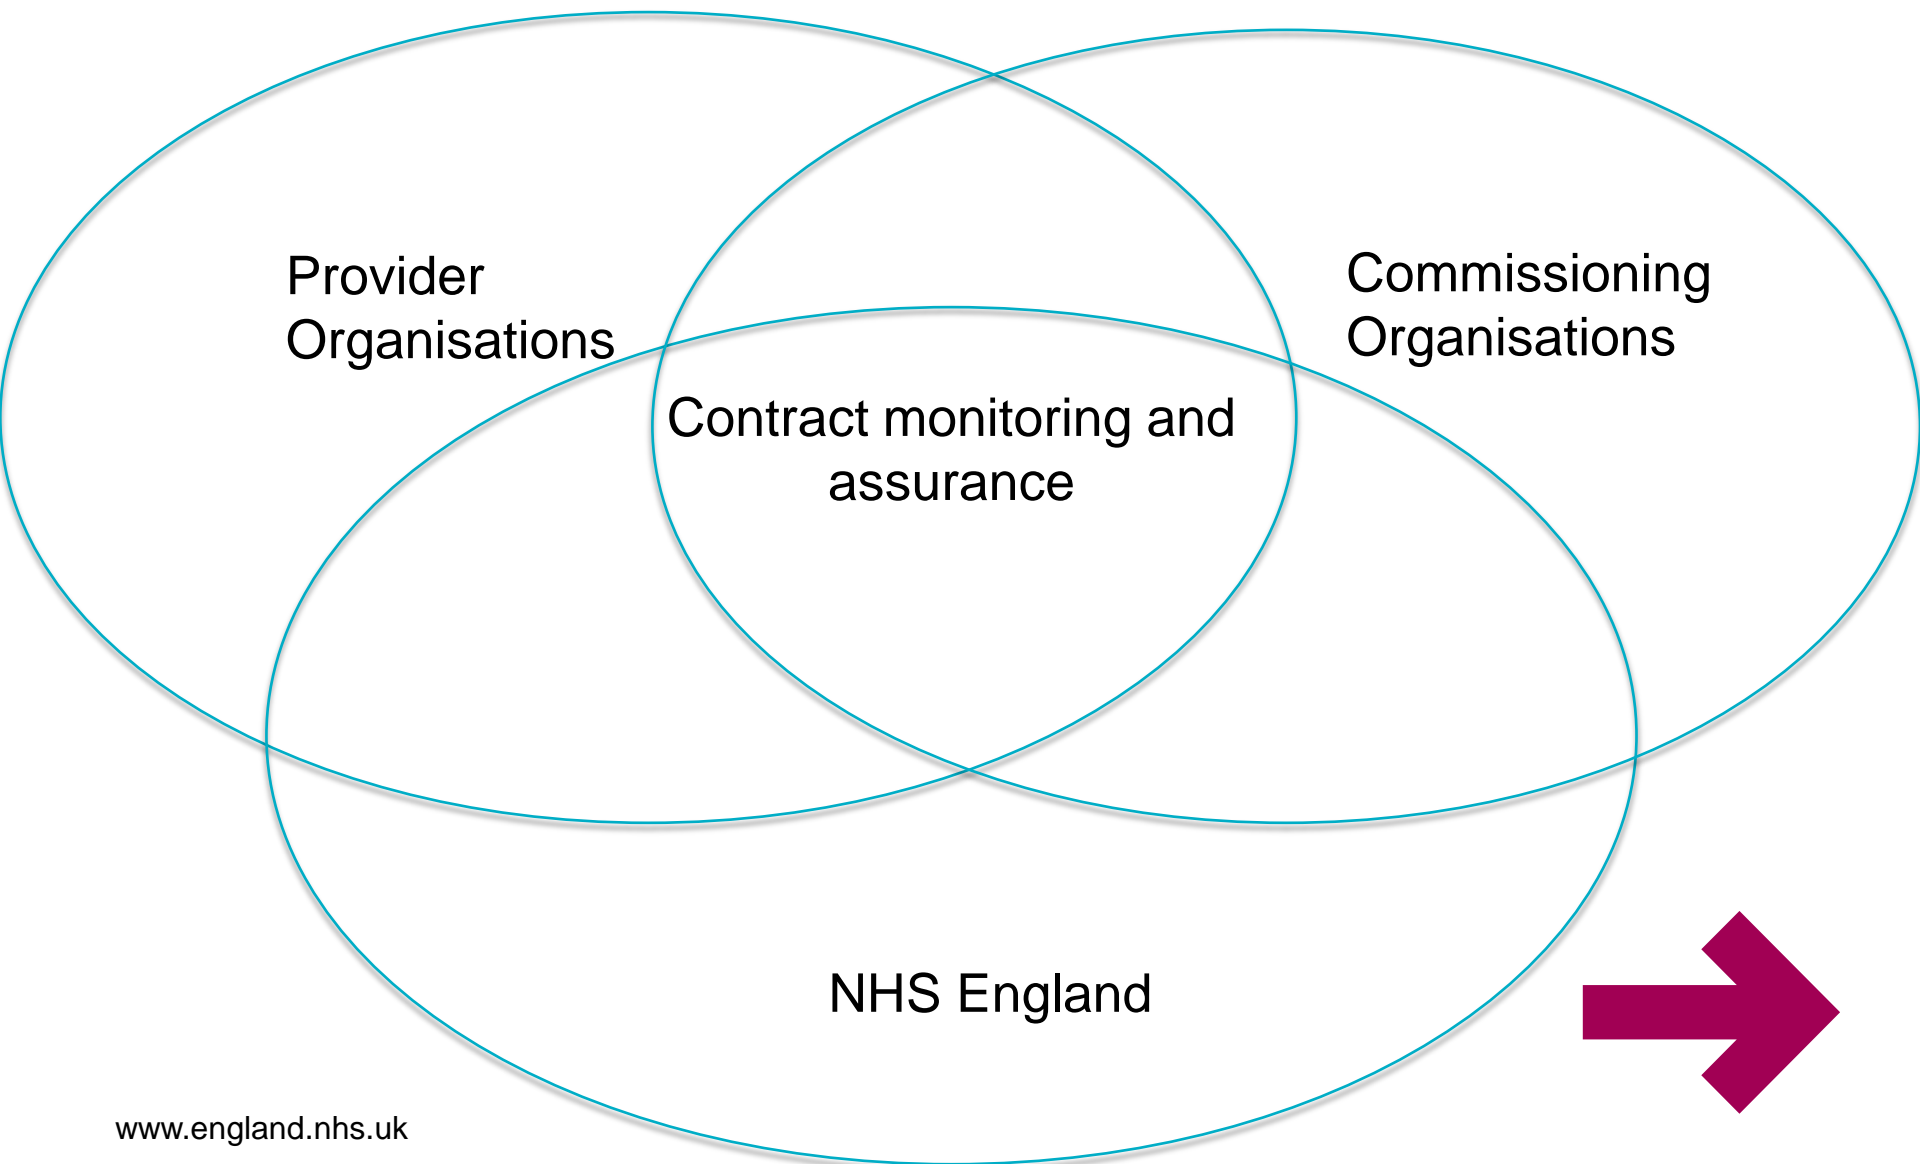 Provider
Organisations
Commissioning
Organisations
Contract monitoring and
assurance
NHS England
www.england.nhs.uk